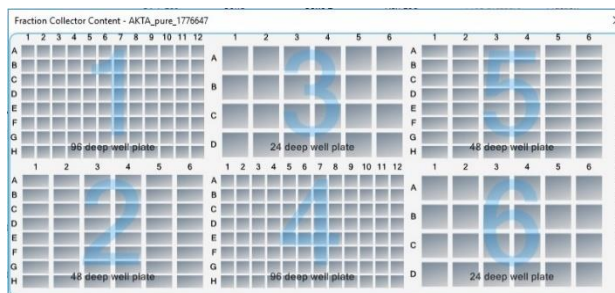 Fraction Collector Content - AKTA_pure_1776647
1 2 3 4 5 6 7 8 9 10 11 12
A
B
C
D
E
F
G
H
1
96 deep well plate
1 2 3 4 5 6
A
B
C
D
3
24 deep well plate
1 2 3 4 5 6
A
B
C
D
E
F
G
H
5
48 deep well plate
1 2 3 4 5 6
A
B
C
D
E
F
G
H
2
48 deep well plate
1 2 3 4 5 6 7 8 9 10 11 12
A
B
C
D
E
F
G
H
4
96 deep well plate
1 2 3 4 5 6
A
B
C
D
6
24 deep well plate